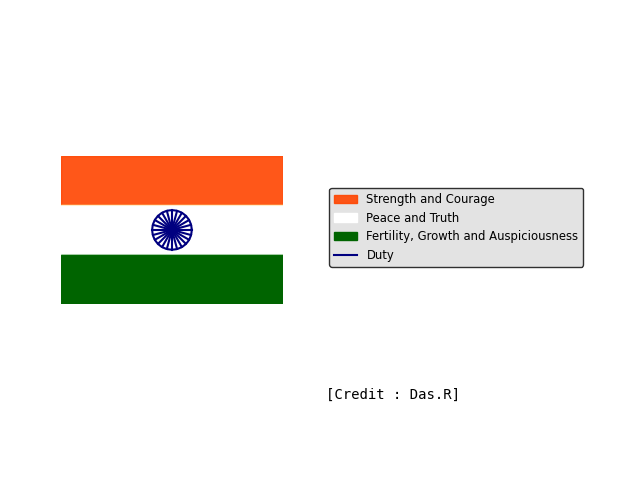 Strength and Courage
Peace and Truth
Fertility, Growth and Auspiciousness
Duty
[Credit : Das.R]